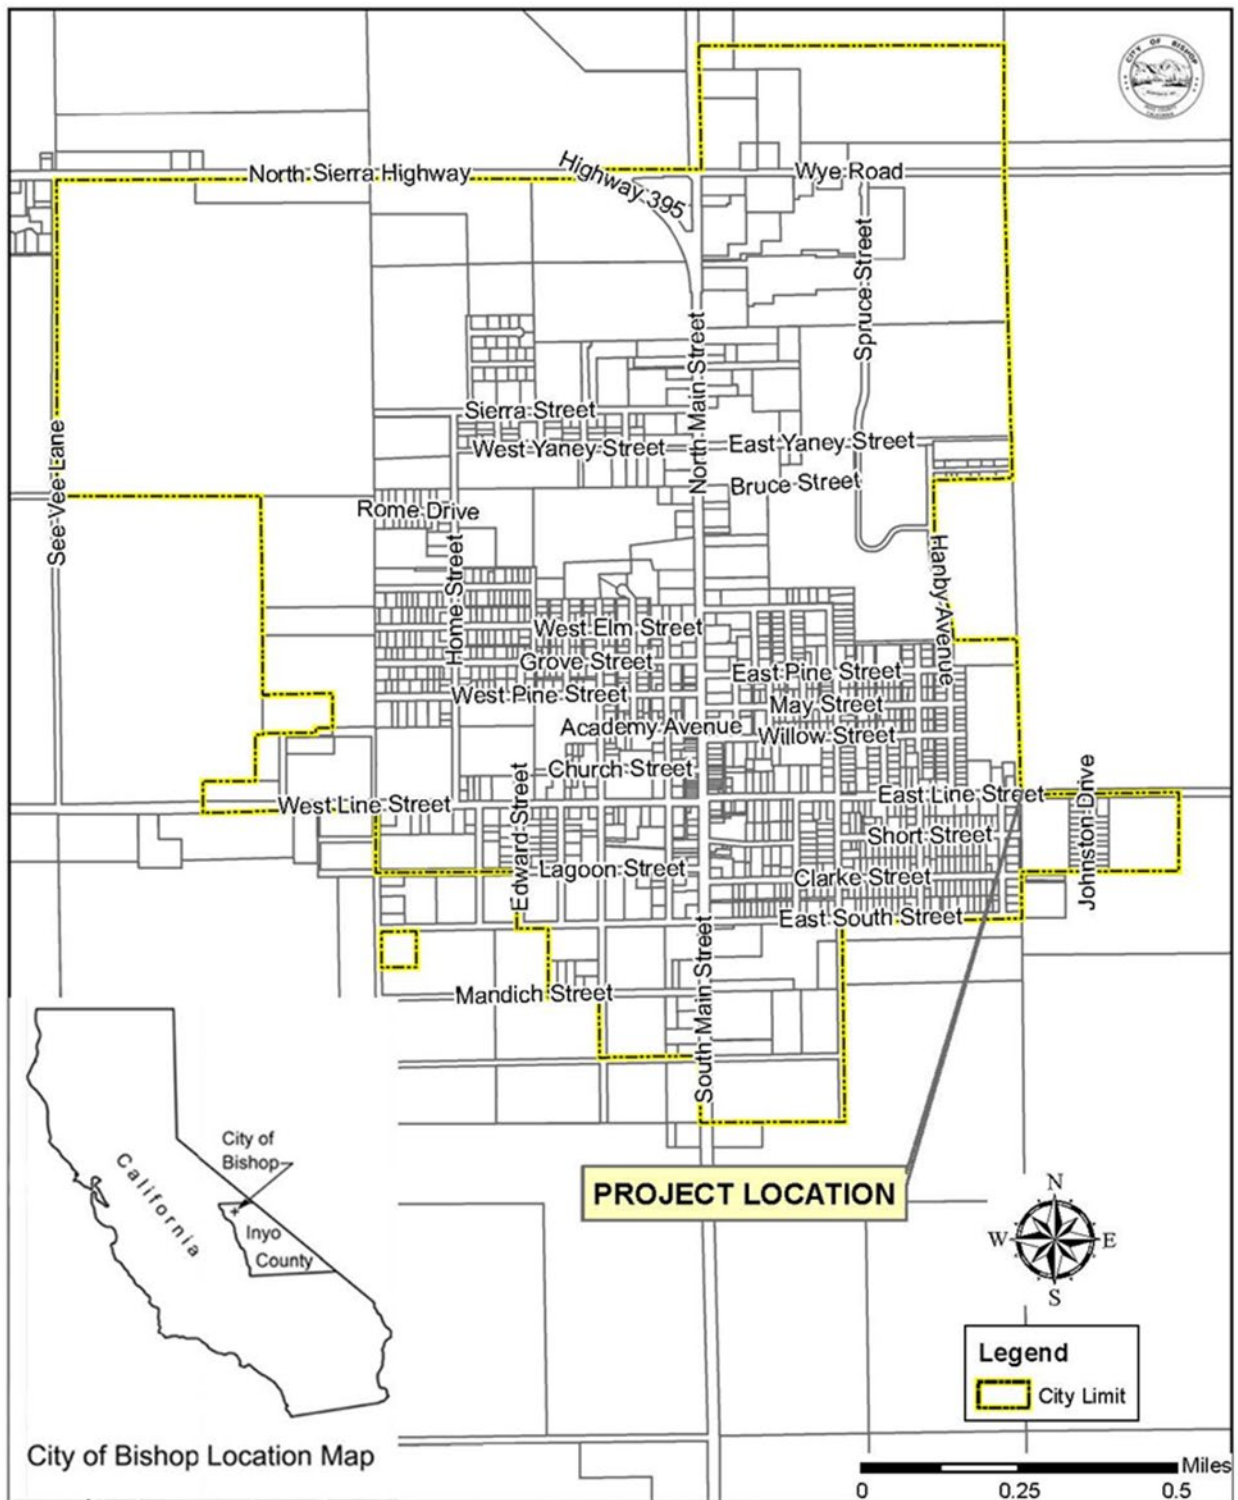 CITY OF BISHOP
North Sierra Highway
Highway 395
Wye Road
Spruce Street
North Main Street
Sierra Street
West Yaney Street
East Yaney Street
Bruce Street
See Vee Lane
Rome Drive
Home Street
Hanby Avenue
West Elm Street
Grove Street
East Pine Street
West Pine Street
May Street
Academy Avenue
Willow Street
Church Street
Edward Street
West Line Street
East Line Street
Johnston Drive
Short Street
Lagoon Street
Clarke Street
East South Street
South Main Street
Mandich Street
City of
Bishop
California
Inyo
County
PROJECT LOCATION
N
W
E
S
Legend
City Limit
City of Bishop Location Map
Miles
0
0.25
0.5